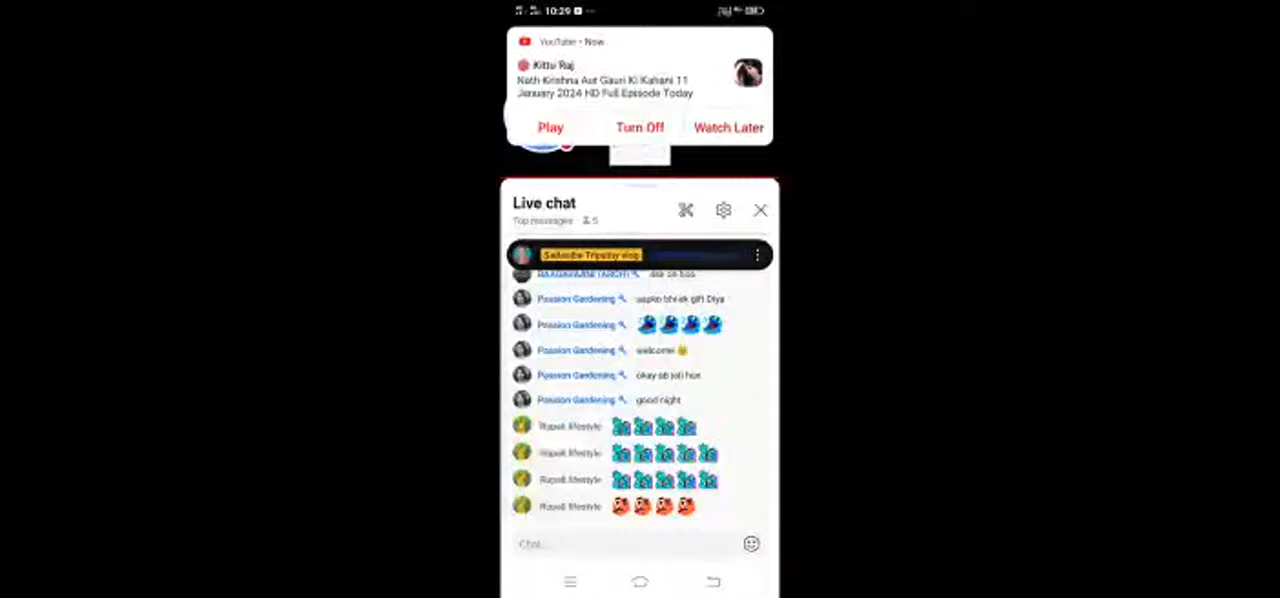 10:29
YouTube • Now
Kittu Raj
Nath Krishna Aur Gauri Ki Kahani 11
January 2024 HD Full Episode Today
Play Turn Off Watch Later
Live chat
Top messages 5
Tripathy vlog
Passion Gardening aapko bhi ek gift Diya
Passion Gardening
Passion Gardening welcome
Passion Gardening okay ab jati hun
Passion Gardening good night
Rupali lifestyle
Rupali lifestyle
Rupali lifestyle
Rupali lifestyle
Chat...